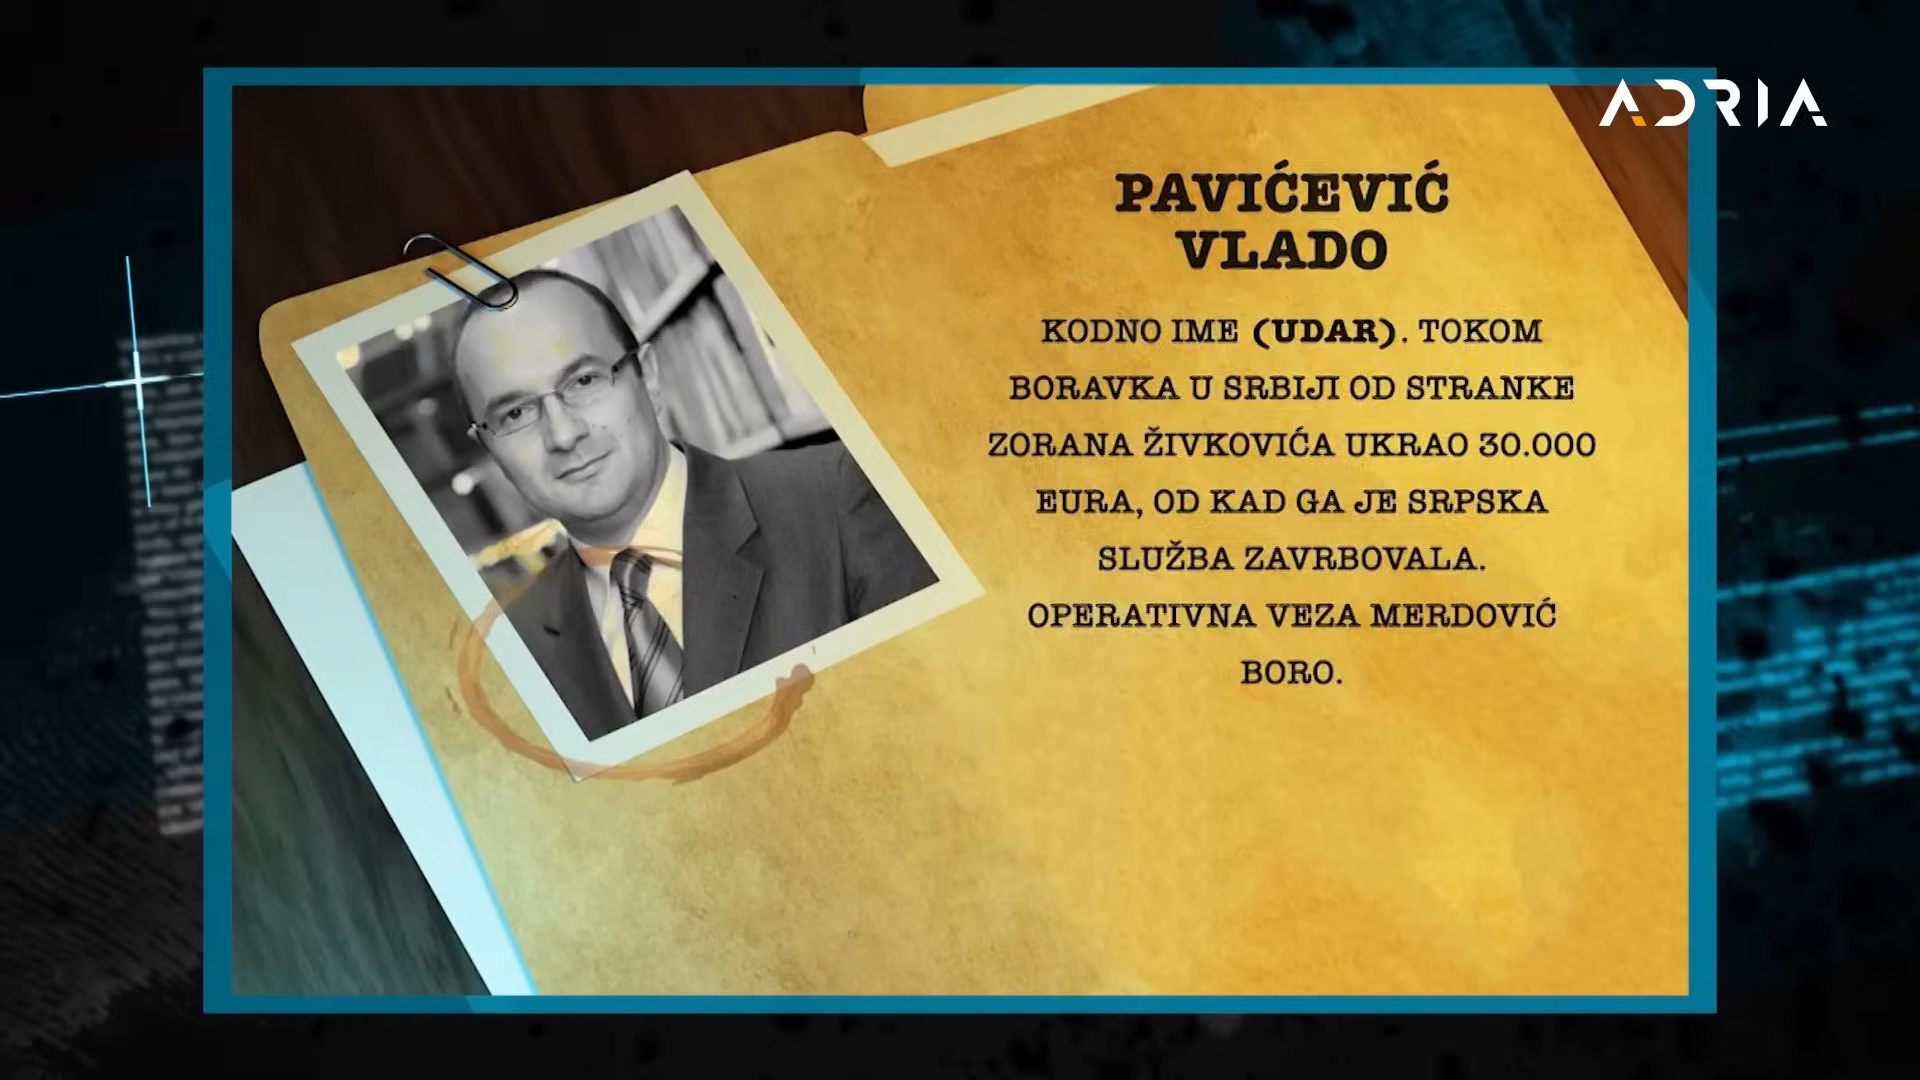 ADRIA
PAVIĆEVIĆ
VLADO
KODNO IME (UDAR). TOKOM
BORAVKA U SRBIJI OD STRANKE
ZORANA ŽIVKOVIĆA UKRAO 30.000
EURA, OD KAD GA JE SRPSKA
SLUŽBA ZAVRBOVALA.
OPERATIVNA VEZA MERDOVIĆ
BORO.